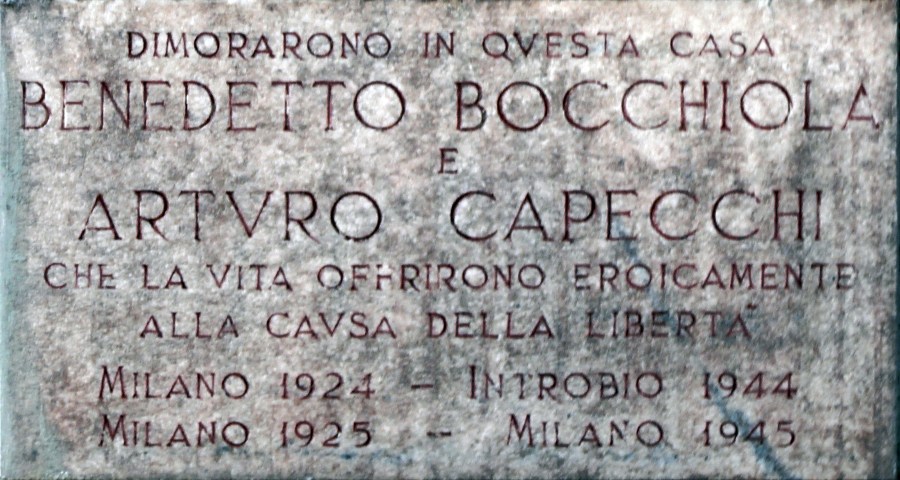 DIMORARONO IN QVESTA CASA
BENEDETTO BOCCHIOLA
E
ARTVRO CAPECCHI
CHE LA VITA OFFRIRONO EROICAMENTE
ALLA CAVSA DELLA LIBERTA`
MILANO 1924 - INTROBIO 1944
MILANO 1925 - MILANO 1945